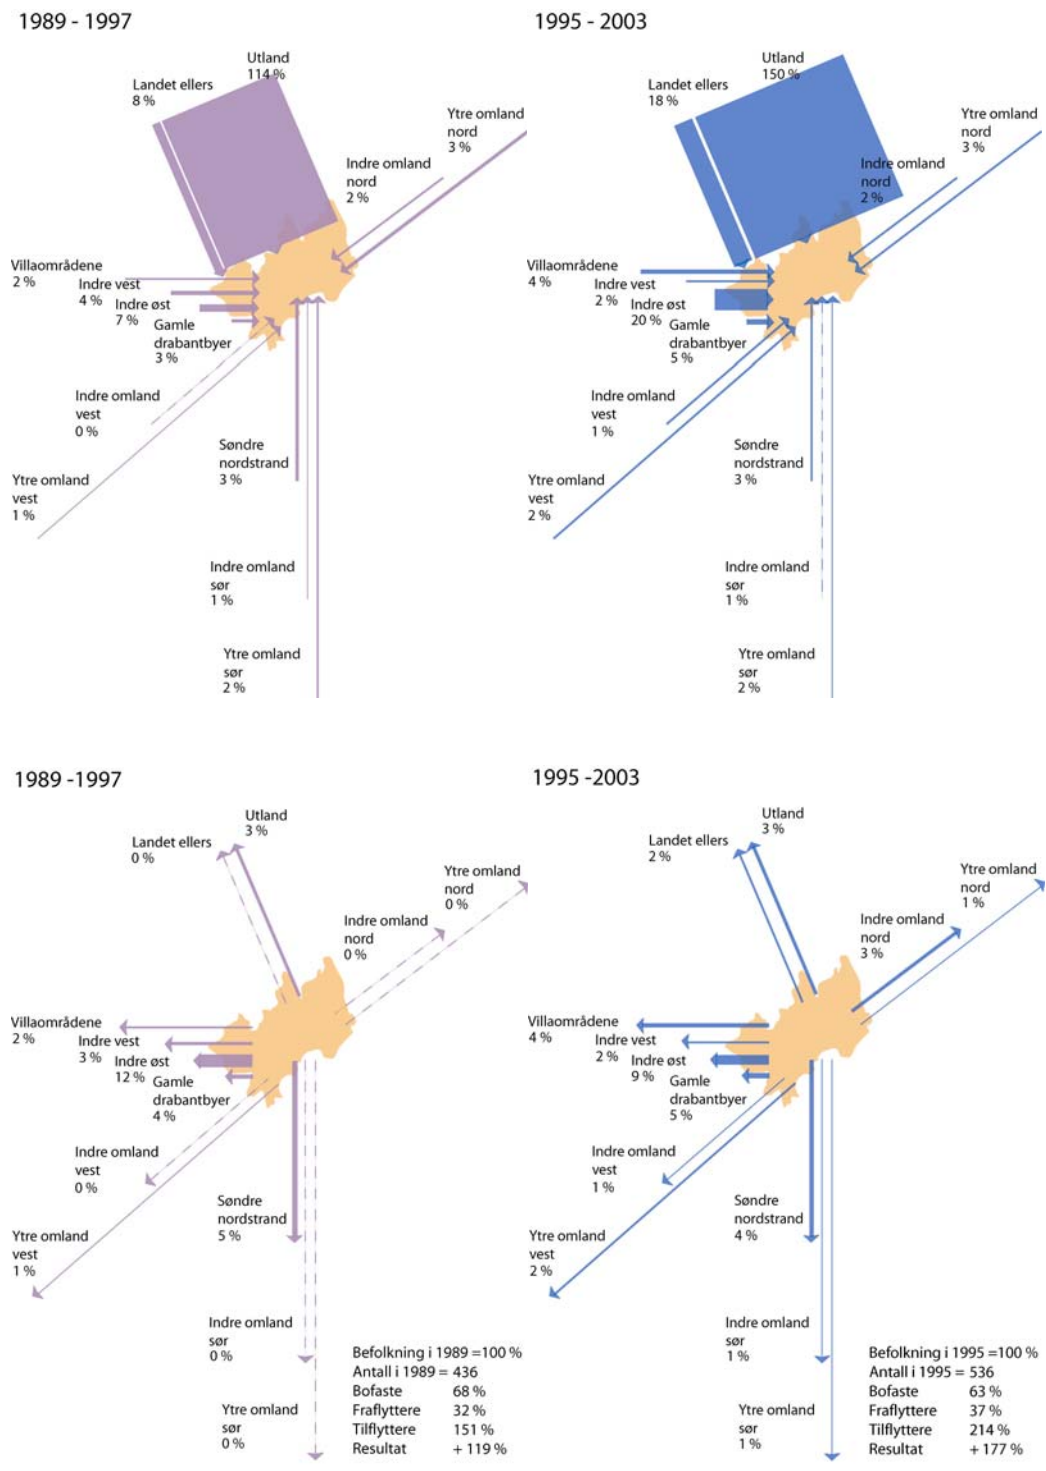 1989 - 1997
Utland
114 %
Landet ellers
8 %
Ytre omland
nord
3 %
Indre omland
nord
2 %
Villaområdene
2 %
Indre vest
4 %
Indre øst
7 %
Gamle
drabantbyer
3 %
Indre omland
vest
0 %
Søndre
nordstrand
3 %
Ytre omland
vest
1 %
Indre omland
sør
1 %
Ytre omland
sør
2 %
1995 - 2003
Utland
150 %
Landet ellers
18 %
Ytre omland
nord
3 %
Indre omland
nord
2 %
Villaområdene
4 %
Indre vest
2 %
Indre øst
20 %
Gamle
drabantbyer
5 %
Indre omland
vest
1 %
Søndre
nordstrand
3 %
Ytre omland
vest
2 %
Indre omland
sør
1 %
Ytre omland
sør
2 %
1989 -1997
Utland
3 %
Landet ellers
0 %
Ytre omland
nord
0 %
Indre omland
nord
0 %
Villaområdene
2 %
Indre vest
3 %
Indre øst
12 %
Gamle
drabantbyer
4 %
Indre omland
vest
0 %
Søndre
nordstrand
5 %
Ytre omland
vest
1 %
Indre omland
sør
0 %
Ytre omland
sør
0 %
Befolkning i 1989 =100 %
Antall i 1989 = 436
Bofaste 68 %
Fraflyttere 32 %
Tilflyttere 151 %
Resultat + 119 %
1995 -2003
Utland
3 %
Landet ellers
2 %
Ytre omland
nord
1 %
Indre omland
nord
3 %
Villaområdene
4 %
Indre vest
2 %
Indre øst
9 %
Gamle
drabantbyer
5 %
Indre omland
vest
1 %
Søndre
nordstrand
4 %
Ytre omland
vest
2 %
Indre omland
sør
1 %
Ytre omland
sør
1 %
Befolkning i 1995 =100 %
Antall i 1995 = 536
Bofaste 63 %
Fraflyttere 37 %
Tilflyttere 214 %
Resultat + 177 %